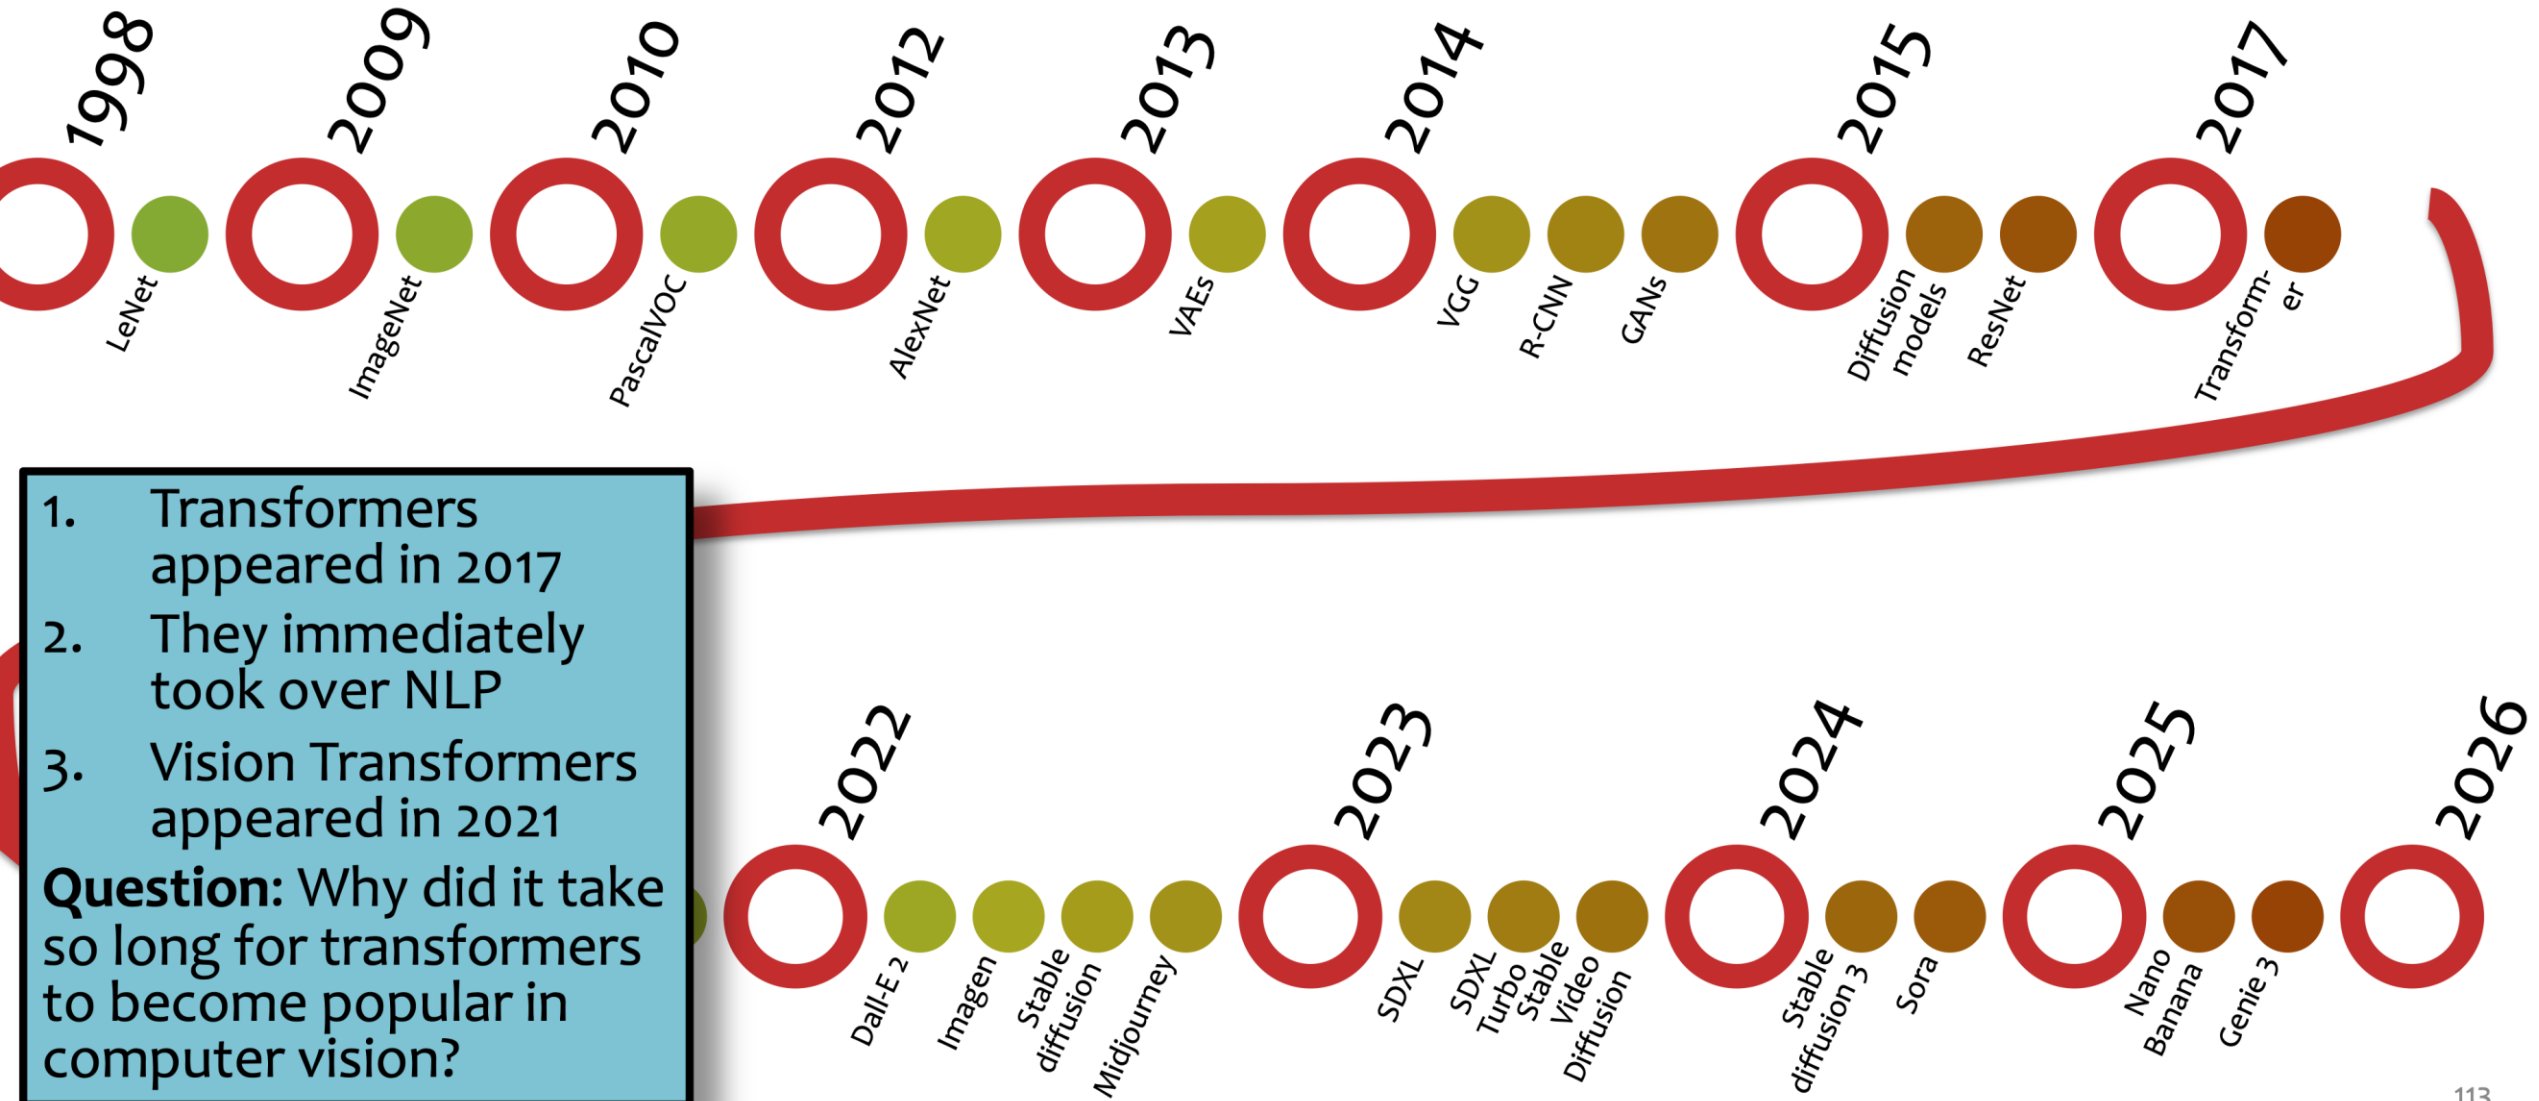 1998
2009
2010
2012
2013
2014
2015
2017
LeNet
ImageNet
PascalVOC
AlexNet
VAEs
VGG
R-CNN
GANs
Diffusion
models
ResNet
Transform-
er
1. Transformers
appeared in 2017
2. They immediately
took over NLP
3. Vision Transformers
appeared in 2021
Question: Why did it take
so long for transformers
to become popular in
computer vision?
2022
2023
2024
2025
2026
Dall-E 2
Imagen
Stable
diffusion
Midjourney
SDXL
SDXL
Turbo
Stable
Video
Diffusion
Stable
diffusion 3
Sora
Nano
Banana
Genie 3
113